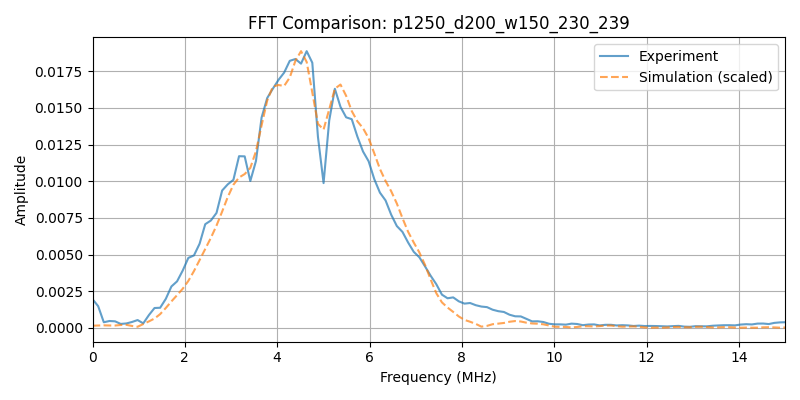 FFT Comparison: p1250_d200_w150_230_239
Experiment
Simulation (scaled)
Amplitude
0.0175
0.0150
0.0125
0.0100
0.0075
0.0050
0.0025
0.0000
0 2 4 6 8 10 12 14
Frequency (MHz)